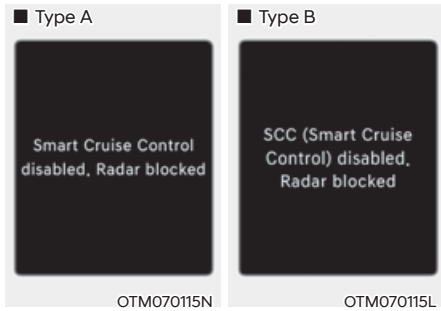 ■ Type A
Smart Cruise Control
disabled, Radar blocked
OTM070115N
■ Type B
SCC (Smart Cruise
Control) disabled,
Radar blocked
OTM070115L